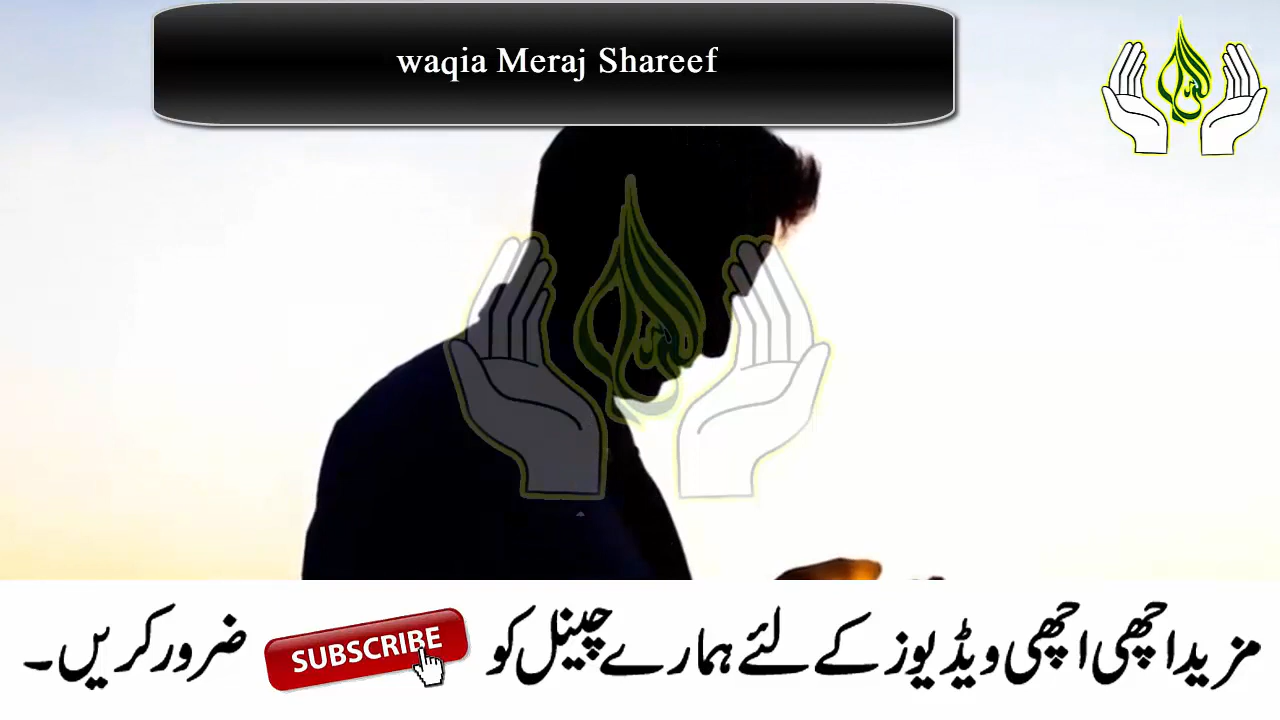 waqia Meraj Shareef
مزید اچھی اچھی ویڈیوز کے لئے ہمارے چینل کو SUBSCRIBE ضرور کریں۔